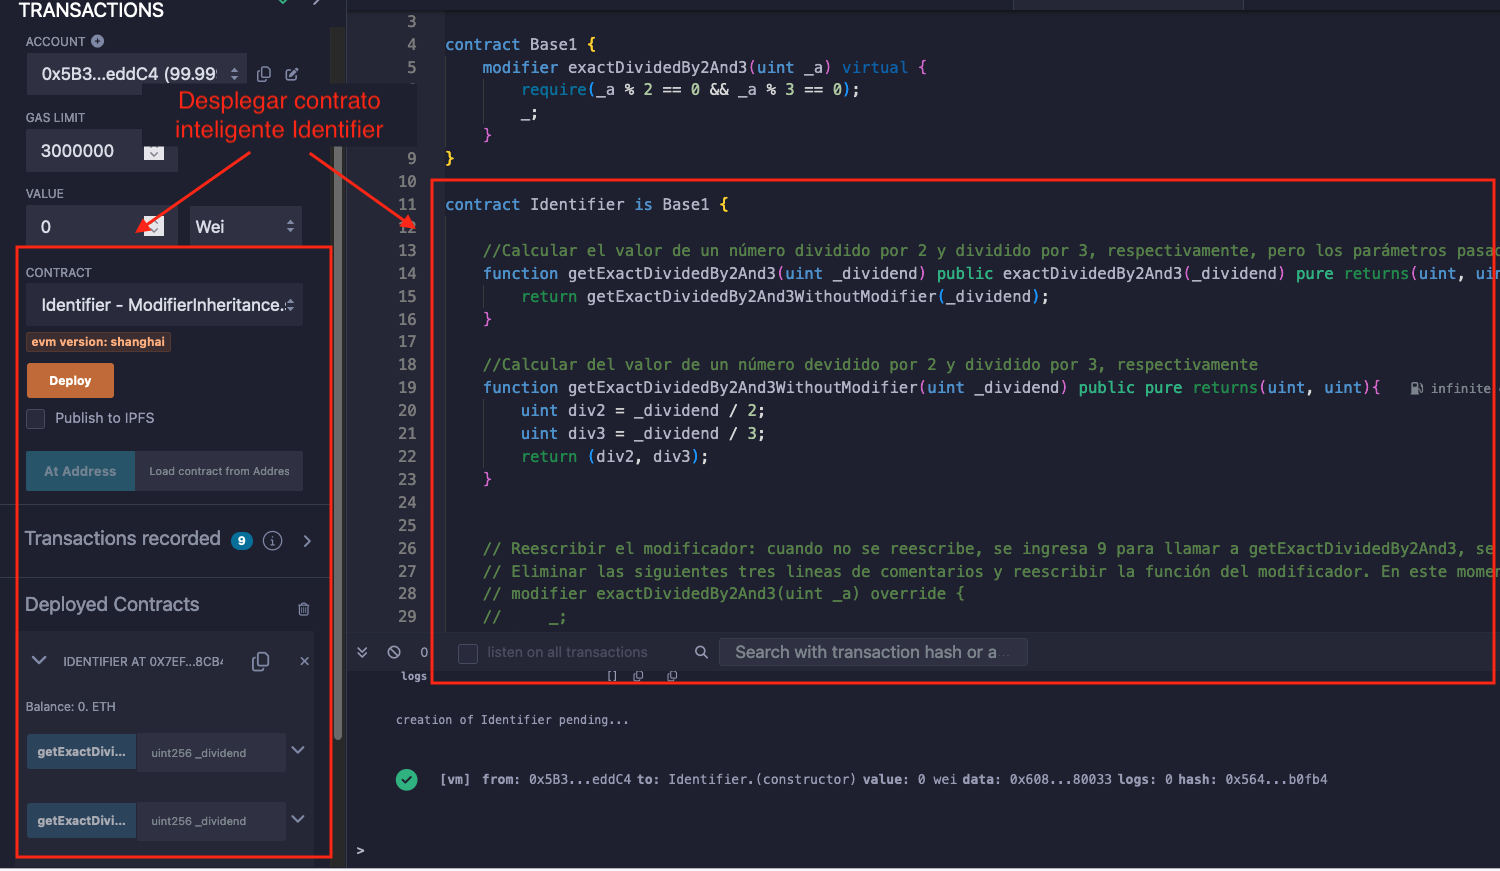 TRANSACTIONS
ACCOUNT
0x5B3...eddC4 (99.99
Desplegar contrato
inteligente Identifier
GAS LIMIT
3000000
VALUE
0
Wei
CONTRACT
Identifier - ModifierInheritance.
evm version: shanghai
Deploy
Publish to IPFS
At Address
Load contract from Addres
Transactions recorded 9 i
Deployed Contracts
IDENTIFIER AT 0X7EF...8CB
Balance: 0. ETH
getExactDivi...
uint256 _dividend
getExactDivi...
uint256 _dividend
3
4 contract Base1 {
5 modifier exactDividedBy2And3(uint _a) virtual {
require(_a % 2 == 0 && _a % 3 == 0);
_;
}
9 }
10
11 contract Identifier is Base1 {
12
13 //Calcular el valor de un número dividido por 2 y dividido por 3, respectivamente, pero los parámetros pasad
14 function getExactDividedBy2And3(uint _dividend) public exactDividedBy2And3(_dividend) pure returns(uint, uin
15 return getExactDividedBy2And3WithoutModifier(_dividend);
16 }
17
18 //Calcular del valor de un número devidido por 2 y dividido por 3, respectivamente
19 function getExactDividedBy2And3WithoutModifier(uint _dividend) public pure returns(uint, uint){ infinite
20 uint div2 = _dividend / 2;
21 uint div3 = _dividend / 3;
22 return (div2, div3);
23 }
24
25
26 // Reescribir el modificador: cuando no se reescribe, se ingresa 9 para llamar a getExactDividedBy2And3, se
27 // Eliminar las siguientes tres lineas de comentarios y reescribir la función del modificador. En este momen
28 // modifier exactDividedBy2And3(uint _a) override {
29 // _;
0
listen on all transactions
Search with transaction hash or a...
logs []
creation of Identifier pending...
[vm] from: 0x5B3...eddC4 to: Identifier.(constructor) value: 0 wei data: 0x608...80033 logs: 0 hash: 0x564...b0fb4
>